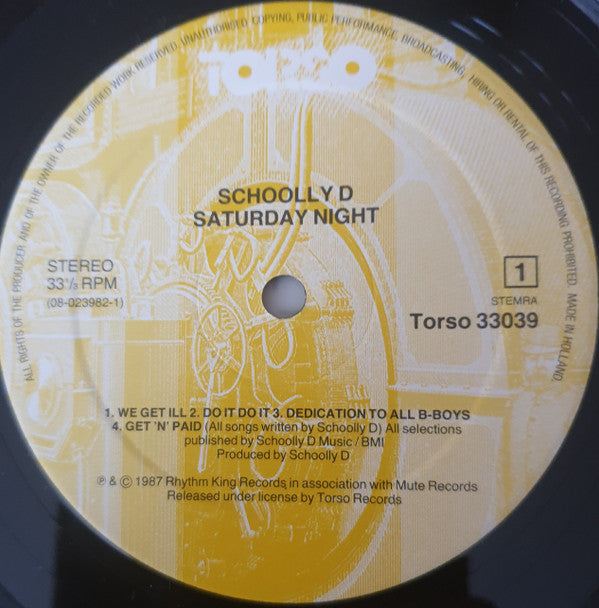 ALL RIGHTS OF THE PRODUCER AND OF THE OWNER OF THE RECORDED WORK RESERVED. UNAUTHORISED COPYING, PUBLIC PERFORMANCE, BROADCASTING, HIRING OR RENTAL OF THIS RECORDING PROHIBITED. MADE IN HOLLAND.
TORSO
SCHOOLLY D
SATURDAY NIGHT
STEREO
33⅓ RPM
(08-023982-1)
1
STEMRA
Torso 33039
1. WE GET ILL 2. DO IT DO IT 3. DEDICATION TO ALL B-BOYS
4. GET 'N' PAID (All songs written by Schoolly D) All selections
published by Schoolly D Music / BMI
Produced by Schoolly D
℗ & © 1987 Rhythm King Records in association with Mute Records
Released under license by Torso Records